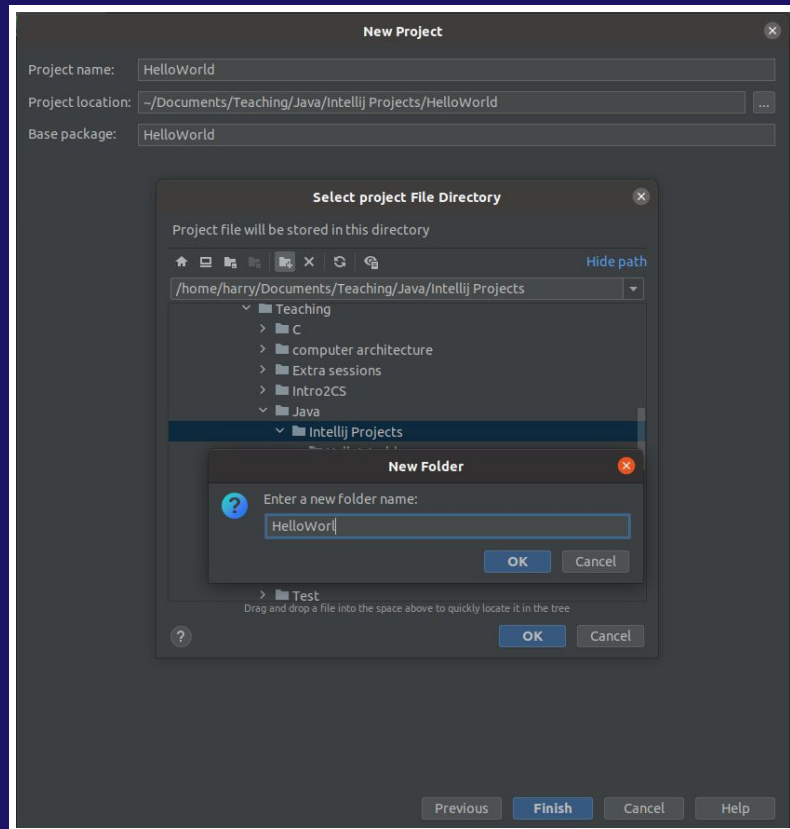 New Project
Project name: HelloWorld
Project location: ~/Documents/Teaching/Java/Intellij Projects/HelloWorld ...
Base package: HelloWorld
Select project File Directory
Project file will be stored in this directory
Hide path
/home/harry/Documents/Teaching/Java/Intellij Projects
Teaching
C
computer architecture
Extra sessions
Intro2CS
Java
Intellij Projects
New Folder
Enter a new folder name:
HelloWorl
OK Cancel
Test
Drag and drop a file into the space above to quickly locate it in the tree
? OK Cancel
Previous Finish Cancel Help